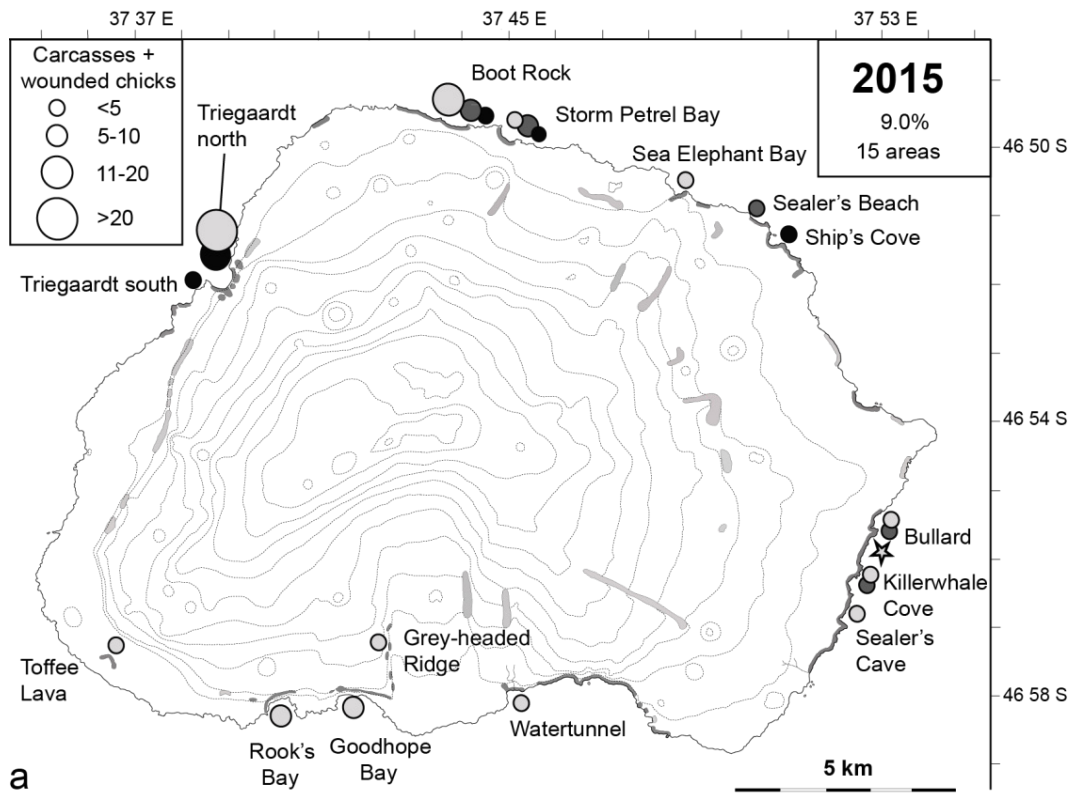 37 37 E
37 45 E
37 53 E
Carcasses +
wounded chicks
<5
5-10
11-20
>20
2015
9.0%
15 areas
Boot Rock
Triegaardt
north
Storm Petrel Bay
46 50 S
Sea Elephant Bay
Sealer's Beach
Ship's Cove
Triegaardt south
46 54 S
Bullard
Killerwhale
Cove
Grey-headed
Ridge
Sealer's
Cave
Toffee
Lava
46 58 S
Watertunnel
Rook's
Bay
Goodhope
Bay
5 km
a